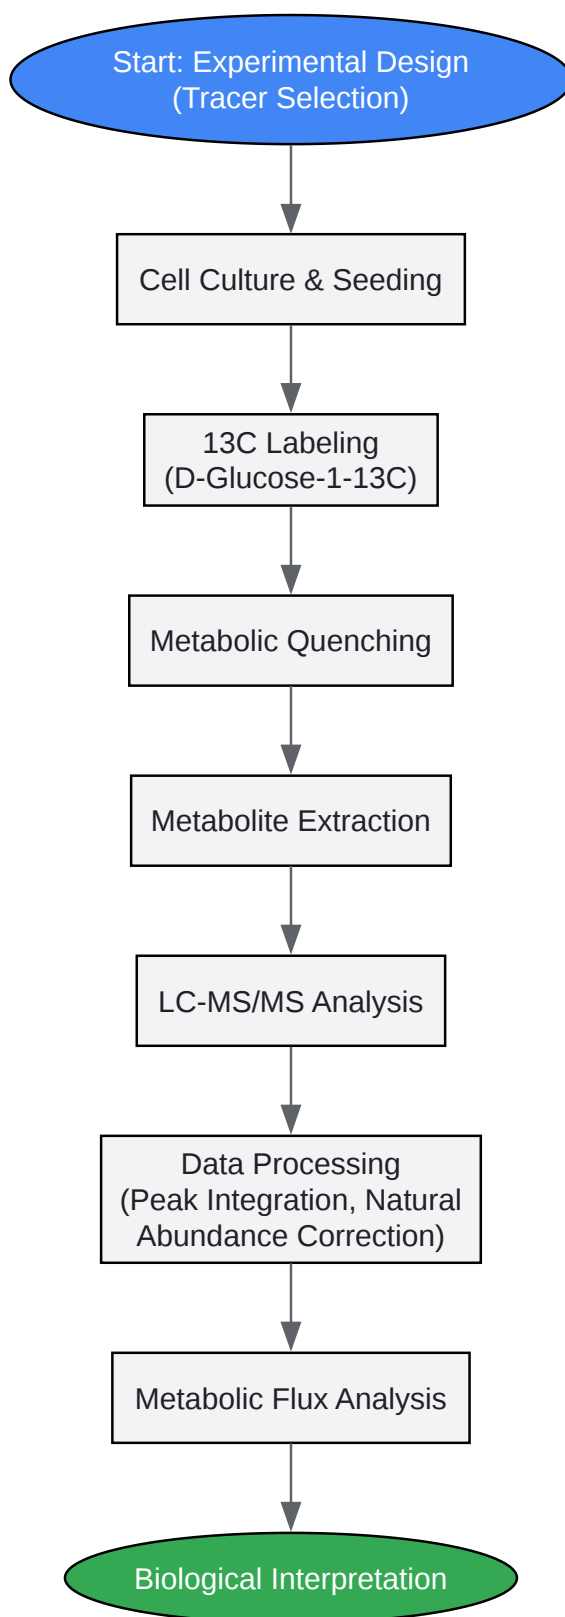 Start: Experimental Design
(Tracer Selection)
Cell Culture & Seeding
13C Labeling
(D-Glucose-1-13C)
Metabolic Quenching
Metabolite Extraction
LC-MS/MS Analysis
Data Processing
(Peak Integration, Natural
Abundance Correction)
Metabolic Flux Analysis
Biological Interpretation